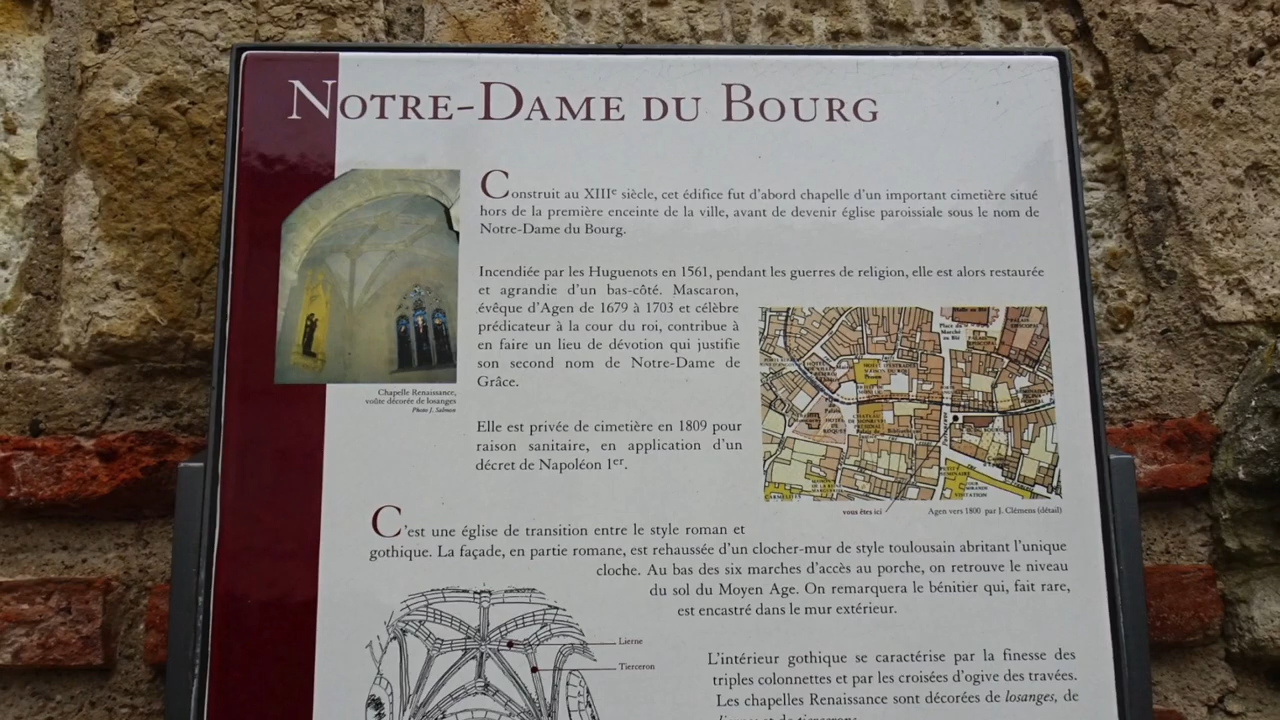 NOTRE-DAME DU BOURG
Construit au XIIIe siècle, cet édifice fut d'abord chapelle d'un important cimetière situé
hors de la première enceinte de la ville, avant de devenir église paroissiale sous le nom de
Notre-Dame du Bourg.
Incendiée par les Huguenots en 1561, pendant les guerres de religion, elle est alors restaurée
et agrandie d'un bas-côté. Mascaron,
évêque d'Agen de 1679 à 1703 et célèbre
prédicateur à la cour du roi, contribue à
en faire un lieu de dévotion qui justifie
son second nom de Notre-Dame de
Grâce.
Chapelle Renaissance,
voûte décorée de losanges
Photo J. Salmon
Elle est privée de cimetière en 1809 pour
raison sanitaire, en application d'un
décret de Napoléon 1er.
Place du
Marché
au Blé
CARMELITES
VISITATION
vous êtes ici
Agen vers 1800 par J. Clémens (détail)
C'est une église de transition entre le style roman et
gothique. La façade, en partie romane, est rehaussée d'un clocher-mur de style toulousain abritant l'unique
cloche. Au bas des six marches d'accès au porche, on retrouve le niveau
du sol du Moyen Age. On remarquera le bénitier qui, fait rare,
est encastré dans le mur extérieur.
Lierne
Tierceron
L'intérieur gothique se caractérise par la finesse des
triples colonnettes et par les croisées d'ogive des travées.
Les chapelles Renaissance sont décorées de losanges, de